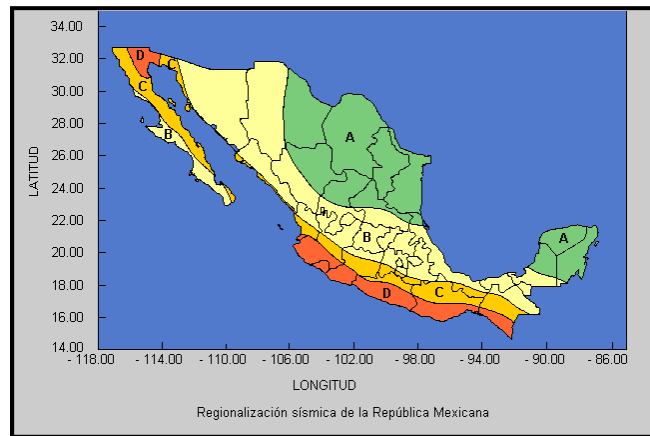 34.00
32.00
30.00
28.00
26.00
24.00
22.00
20.00
18.00
16.00
14.00
LATITUD
D
C
C
B
A
B
A
C
D
- 118.00 - 114.00 - 110.00 - 106.00 - 102.00 - 98.00 - 94.00 - 90.00 - 86.00
LONGITUD
Regionalización sísmica de la República Mexicana